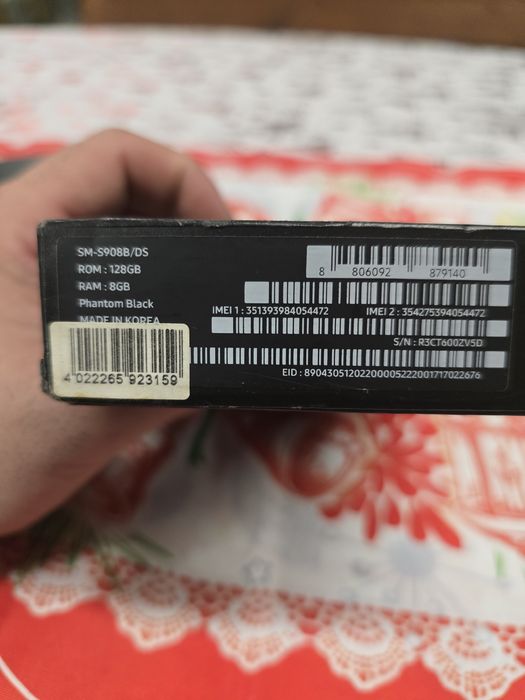 SM-S908B/DS
ROM : 128GB
RAM : 8GB
Phantom Black
MADE IN KOREA
8 806092 879140
IMEI 1 : 351393984054472 IMEI 2 : 354275394054472
S/N : R3CT600ZV5D
EID : 89043051202200005222001717022676
4 022265 923159